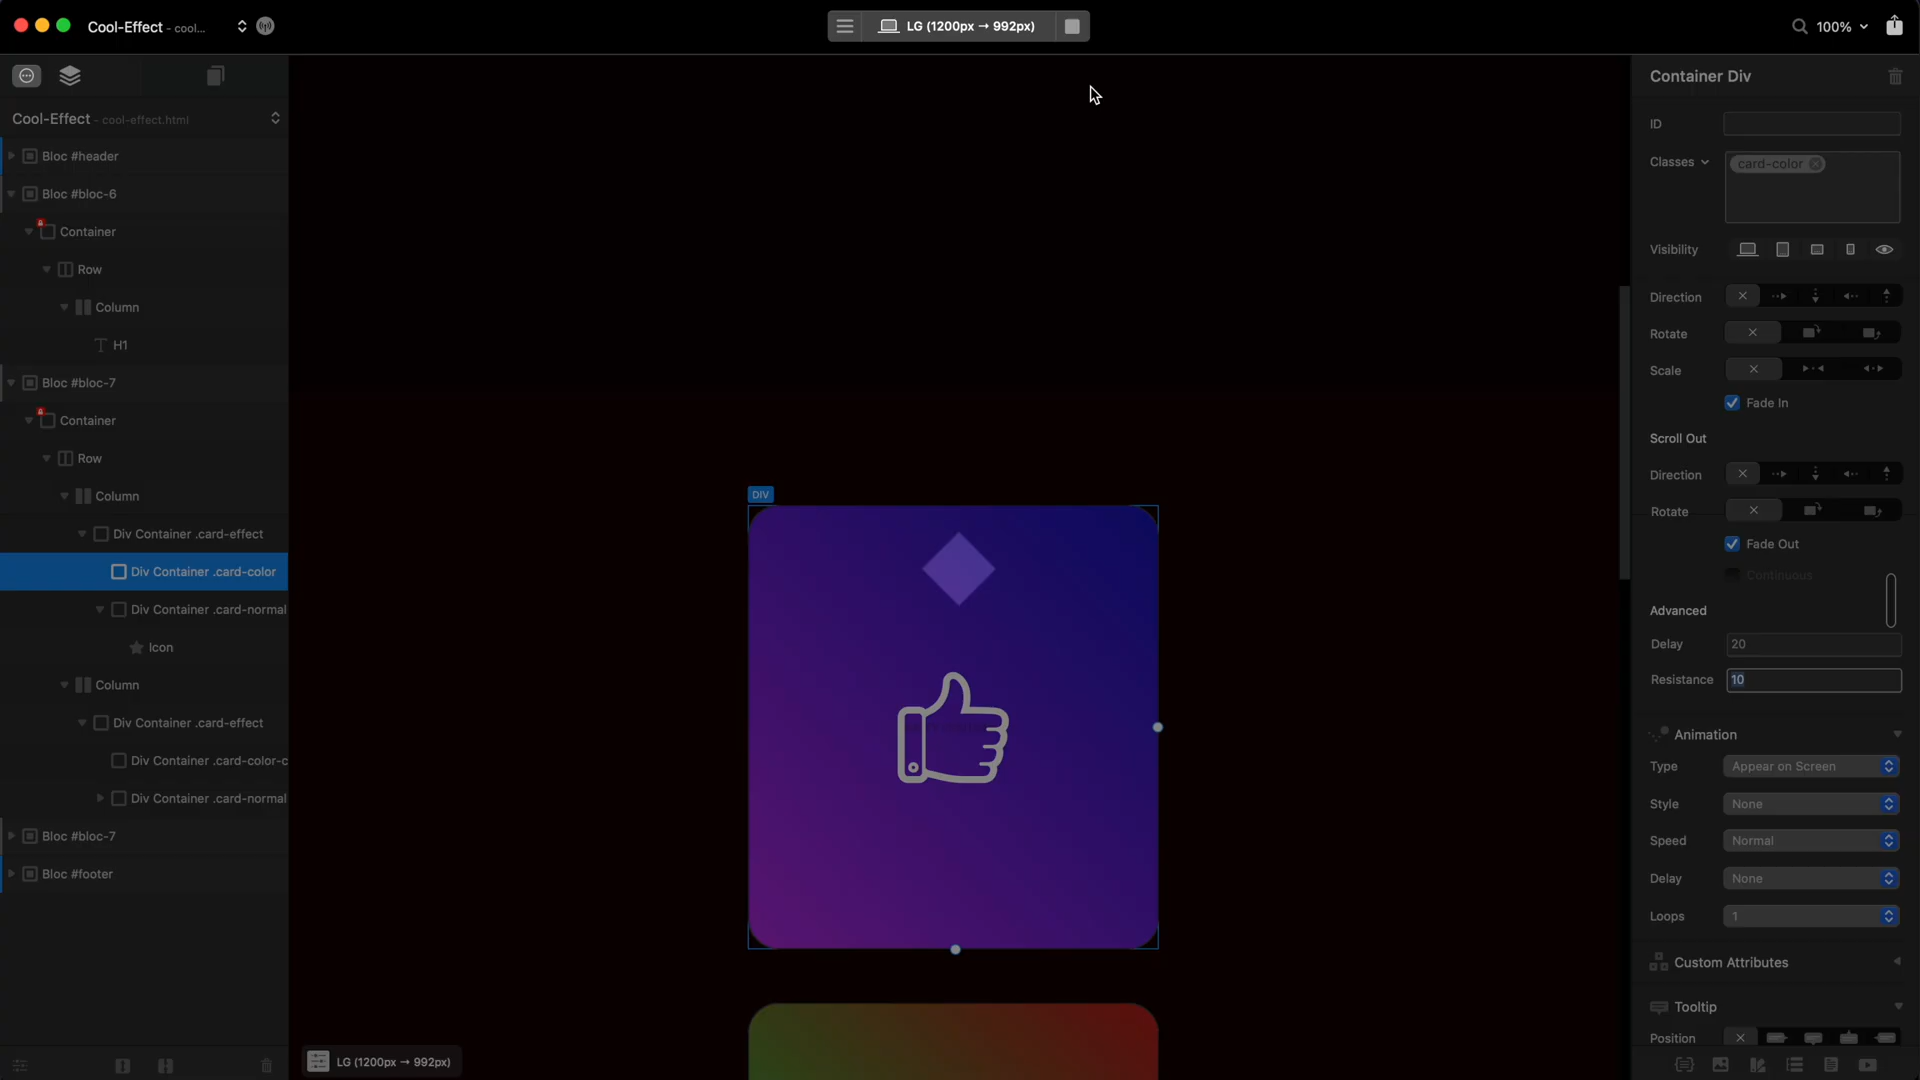 Cool-Effect - cool...
LG (1200px → 992px)
100%
Cool-Effect - cool-effect.html
Bloc #header
Bloc #bloc-6
Container
Row
Column
H1
Bloc #bloc-7
Container
Row
Column
Div Container .card-effect
Div Container .card-color
Div Container .card-normal
Icon
Column
Div Container .card-effect
Div Container .card-color-c
Div Container .card-normal
Bloc #bloc-7
Bloc #footer
DIV
LG (1200px → 992px)
Container Div
ID
Classes
card-color
Visibility
Direction
Rotate
Scale
Fade In
Scroll Out
Direction
Rotate
Fade Out
Continuous
Advanced
Delay 20
Resistance 10
Animation
Type Appear on Screen
Style None
Speed Normal
Delay None
Loops 1
Custom Attributes
Tooltip
Position